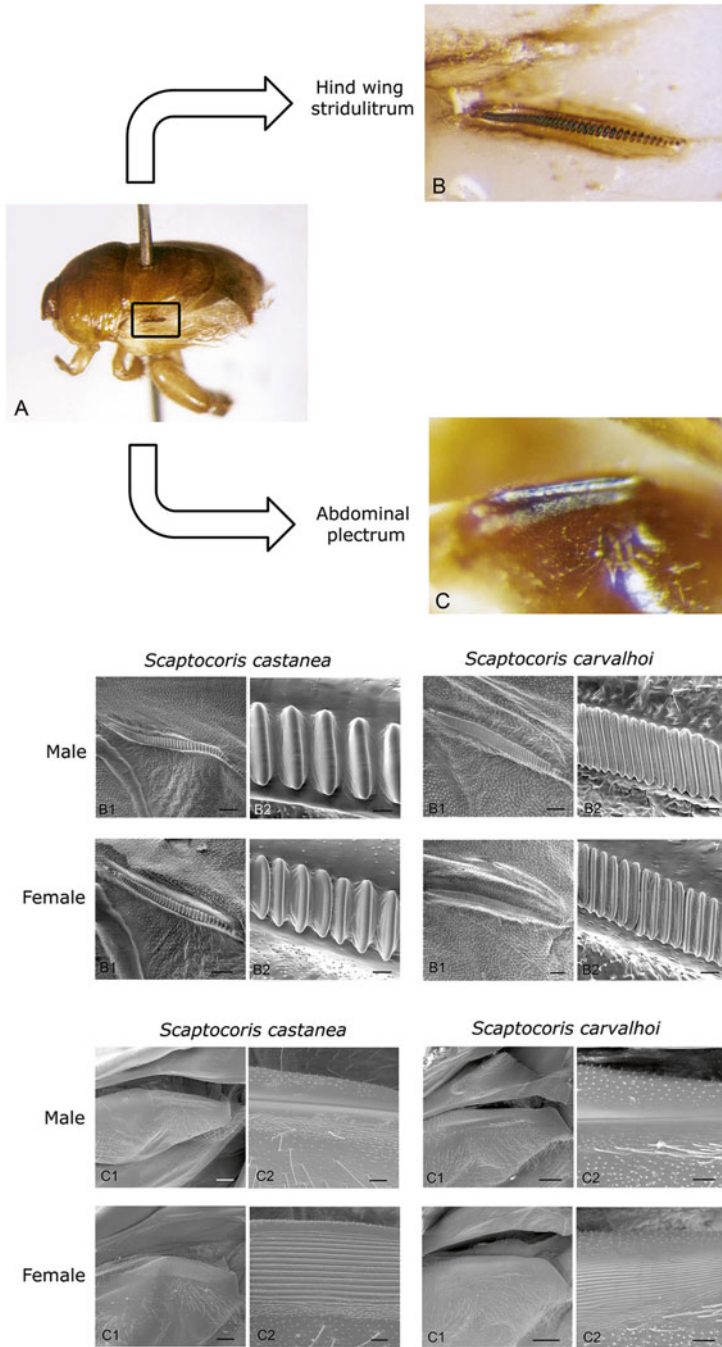 Hind wing
stridulitrum
B
A
Abdominal
plectrum
C
Scaptocoris castanea
Scaptocoris carvalhoi
Male
B1
B2
B1
B2
Female
B1
B2
B1
B2
Scaptocoris castanea
Scaptocoris carvalhoi
Male
C1
C2
C1
C2
Female
C1
C2
C1
C2